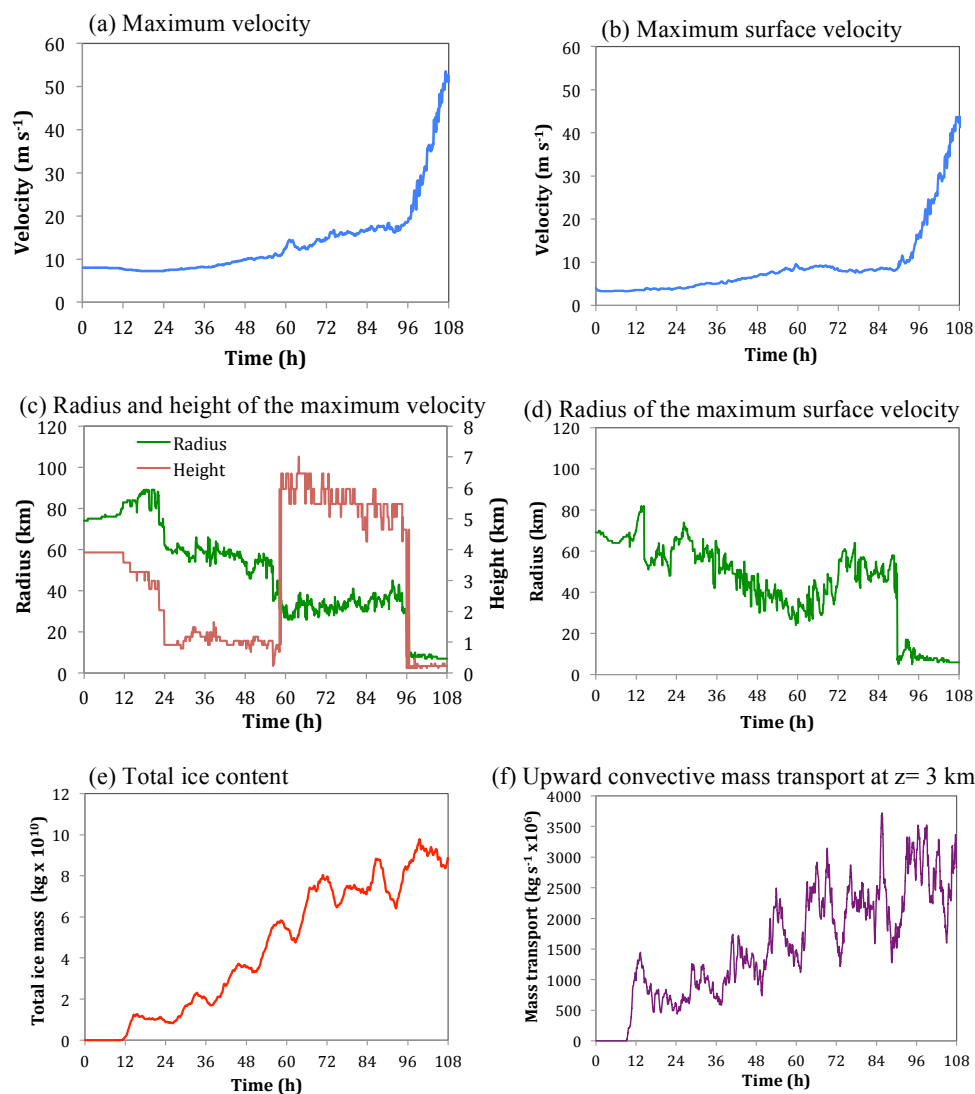 (a) Maximum velocity
60
50
40
30
20
10
0
Velocity (m s⁻¹)
0 12 24 36 48 60 72 84 96 108
Time (h)
(b) Maximum surface velocity
60
50
40
30
20
10
0
Velocity (m s⁻¹)
0 12 24 36 48 60 72 84 96 108
Time (h)
(c) Radius and height of the maximum velocity
120
100
80
60
40
20
0
Radius (km)
Radius
Height
8
7
6
5
4
3
2
1
0
Height (km)
0 12 24 36 48 60 72 84 96 108
Time (h)
(d) Radius of the maximum surface velocity
120
100
80
60
40
20
0
Radius (km)
0 12 24 36 48 60 72 84 96 108
Time (h)
(e) Total ice content
12
10
8
6
4
2
0
Total ice mass (kg x 10¹⁰)
0 12 24 36 48 60 72 84 96 108
Time (h)
(f) Upward convective mass transport at z= 3 km
4000
3500
3000
2500
2000
1500
1000
500
0
Mass transport (kg s⁻¹ x10⁶)
0 12 24 36 48 60 72 84 96 108
Time (h)